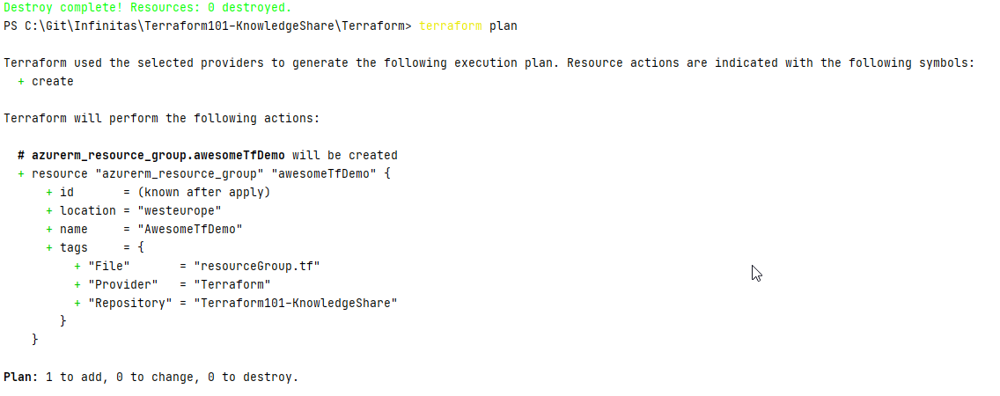 Destroy complete! Resources: 0 destroyed.
PS C:\Git\Infinitas\Terraform101-KnowledgeShare\Terraform> terraform plan
Terraform used the selected providers to generate the following execution plan. Resource actions are indicated with the following symbols:
  + create
Terraform will perform the following actions:
  # azurerm_resource_group.awesomeTfDemo will be created
  + resource "azurerm_resource_group" "awesomeTfDemo" {
      + id       = (known after apply)
      + location = "westeurope"
      + name     = "AwesomeTfDemo"
      + tags     = {
          + "File"       = "resourceGroup.tf"
          + "Provider"   = "Terraform"
          + "Repository" = "Terraform101-KnowledgeShare"
        }
    }
Plan: 1 to add, 0 to change, 0 to destroy.